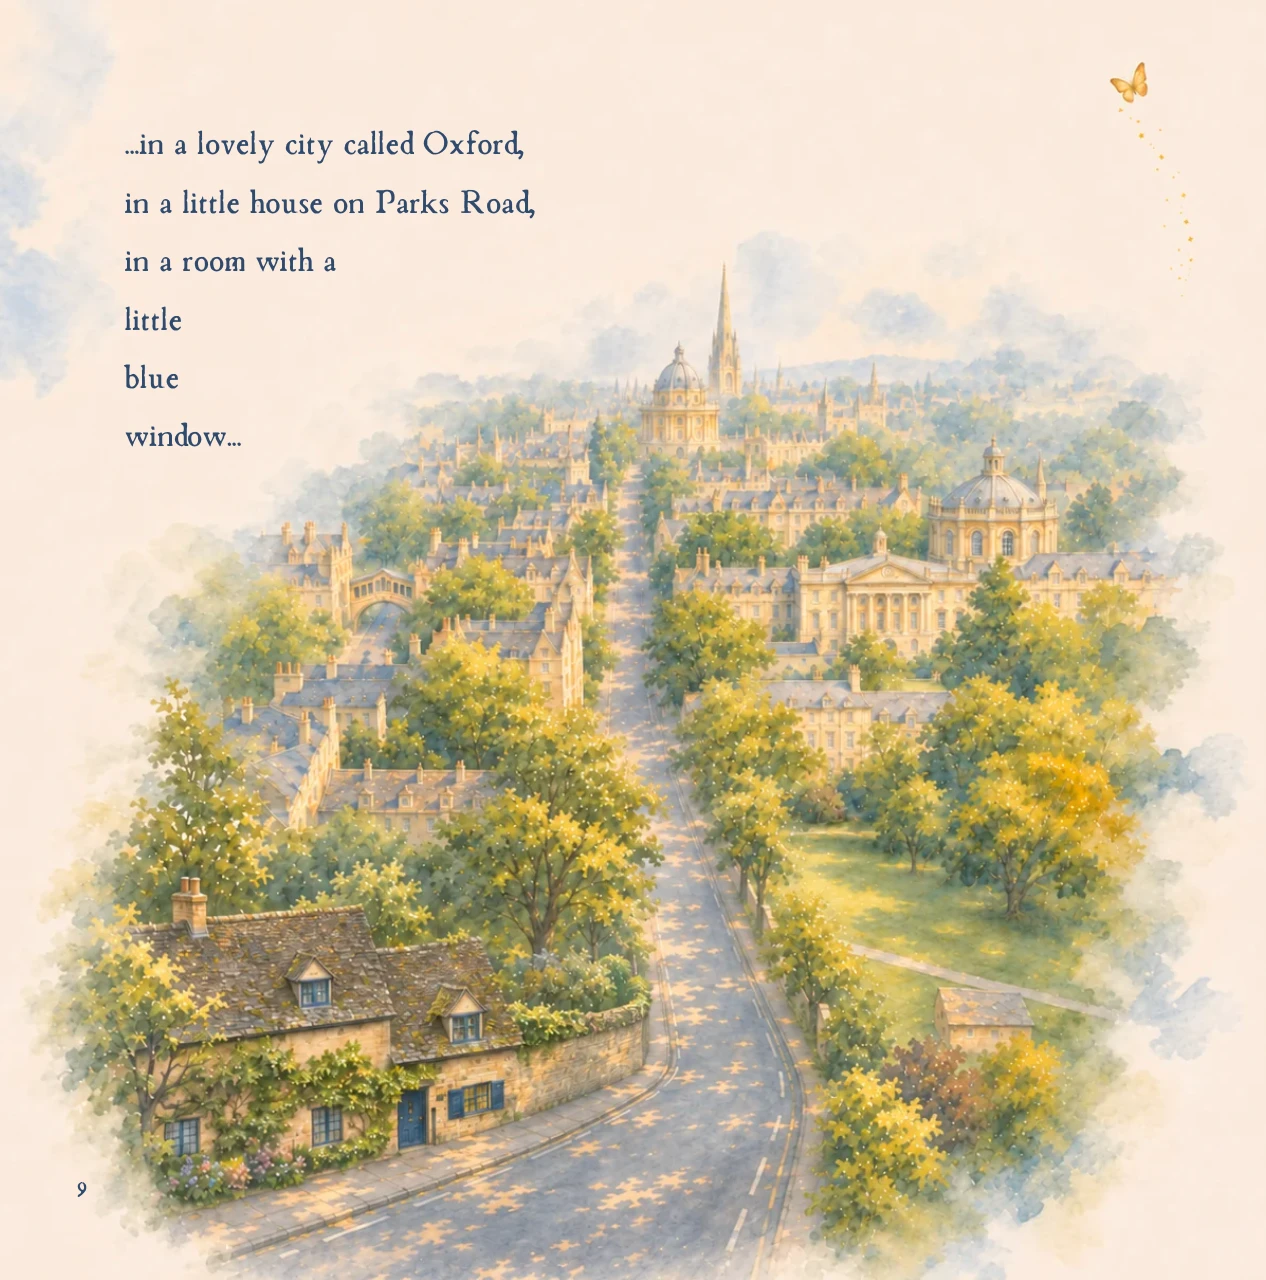 ...in a lovely city called Oxford,
in a little house on Parks Road,
in a room with a
little
blue
window...
9